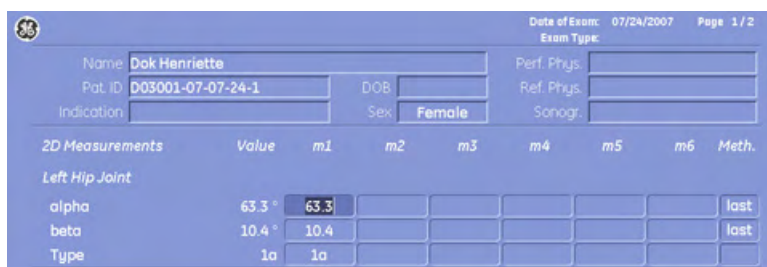 Date of Exam: 07/24/2007 Page 1/2
Exam Type:
Name Dok Henriette Perf. Phys.
Pat. ID D03001-07-07-24-1 DOB Ref. Phys.
Indication Sex Female Sonogr.
2D Measurements Value m1 m2 m3 m4 m5 m6 Meth.
Left Hip Joint
alpha 63.3 ° 63.3 last
beta 10.4 ° 10.4 last
Type 1a 1a